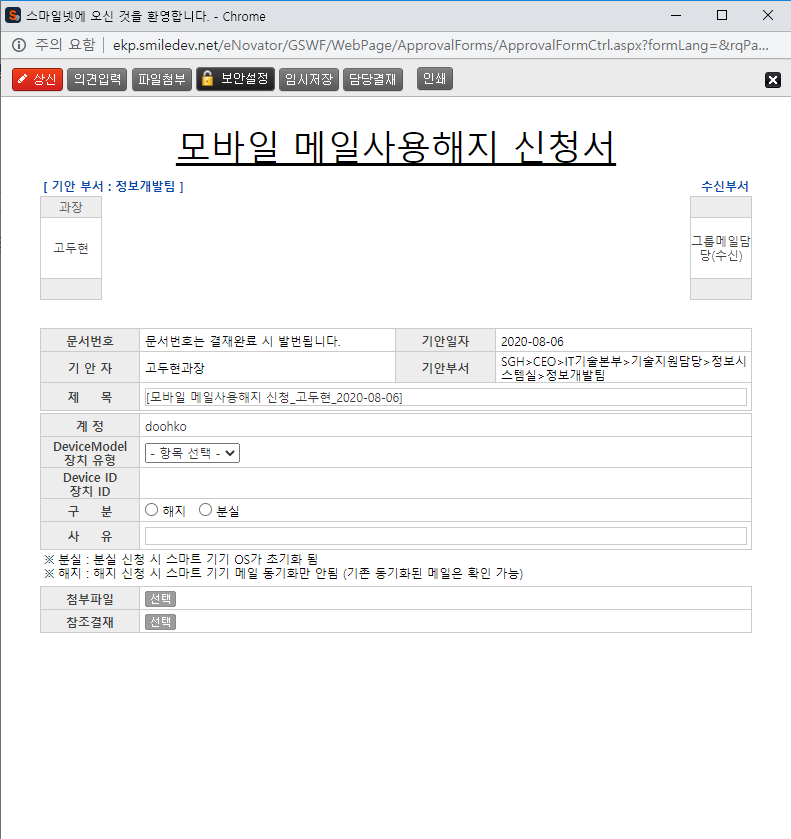 스마일넷에 오신 것을 환영합니다. - Chrome
주의 요함 | ekp.smiledev.net/eNovator/GSWF/WebPage/ApprovalForms/ApprovalFormCtrl.aspx?formLang=&rqPa...
상신 의견입력 파일첨부 보안설정 임시저장 담당결재 인쇄
모바일 메일사용해지 신청서
[ 기안 부서 : 정보개발팀 ] 수신부서
과장
고두현
그룹메일담
당(수신)
문서번호 문서번호는 결재완료 시 발번됩니다. 기안일자 2020-08-06
기 안 자 고두현과장 기안부서 SGH>CEO>IT기술본부>기술지원담당>정보시
스템실>정보개발팀
제 목 [모바일 메일사용해지 신청_고두현_2020-08-06]
계 정 doohko
DeviceModel
장치 유형 - 항목 선택 -
Device ID
장치 ID
구 분 해지 분실
사 유
※ 분실 : 분실 신청 시 스마트 기기 OS가 초기화 됨
※ 해지 : 해지 신청 시 스마트 기기 메일 동기화만 안됨 (기존 동기화된 메일은 확인 가능)
첨부파일 선택
참조결재 선택